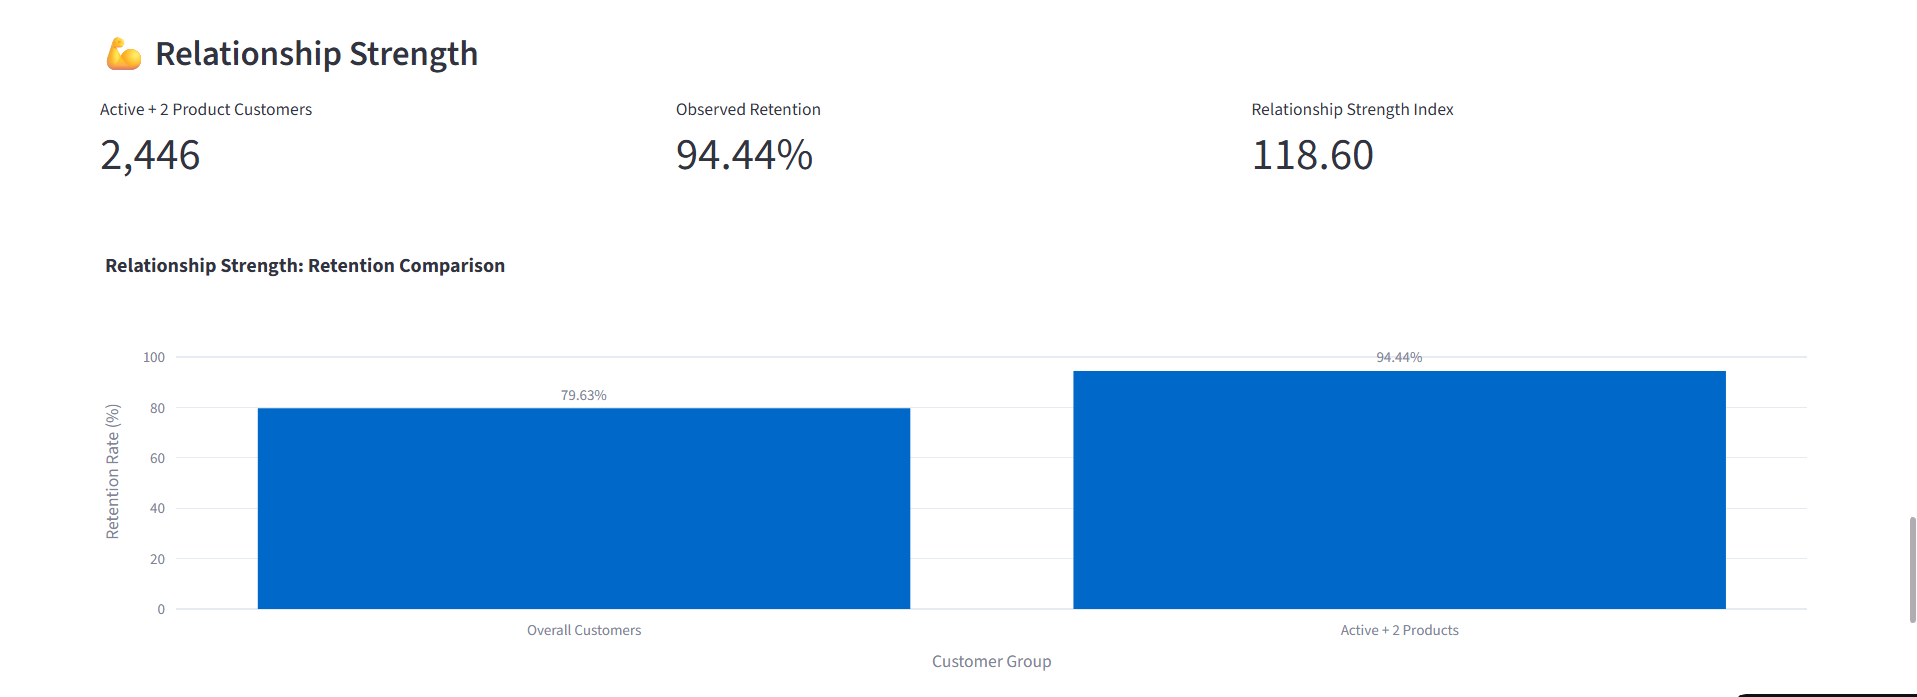 💪 Relationship Strength
Active + 2 Product Customers
2,446
Observed Retention
94.44%
Relationship Strength Index
118.60
Relationship Strength: Retention Comparison
Retention Rate (%)
100
80
60
40
20
0
79.63%
94.44%
Overall Customers
Active + 2 Products
Customer Group